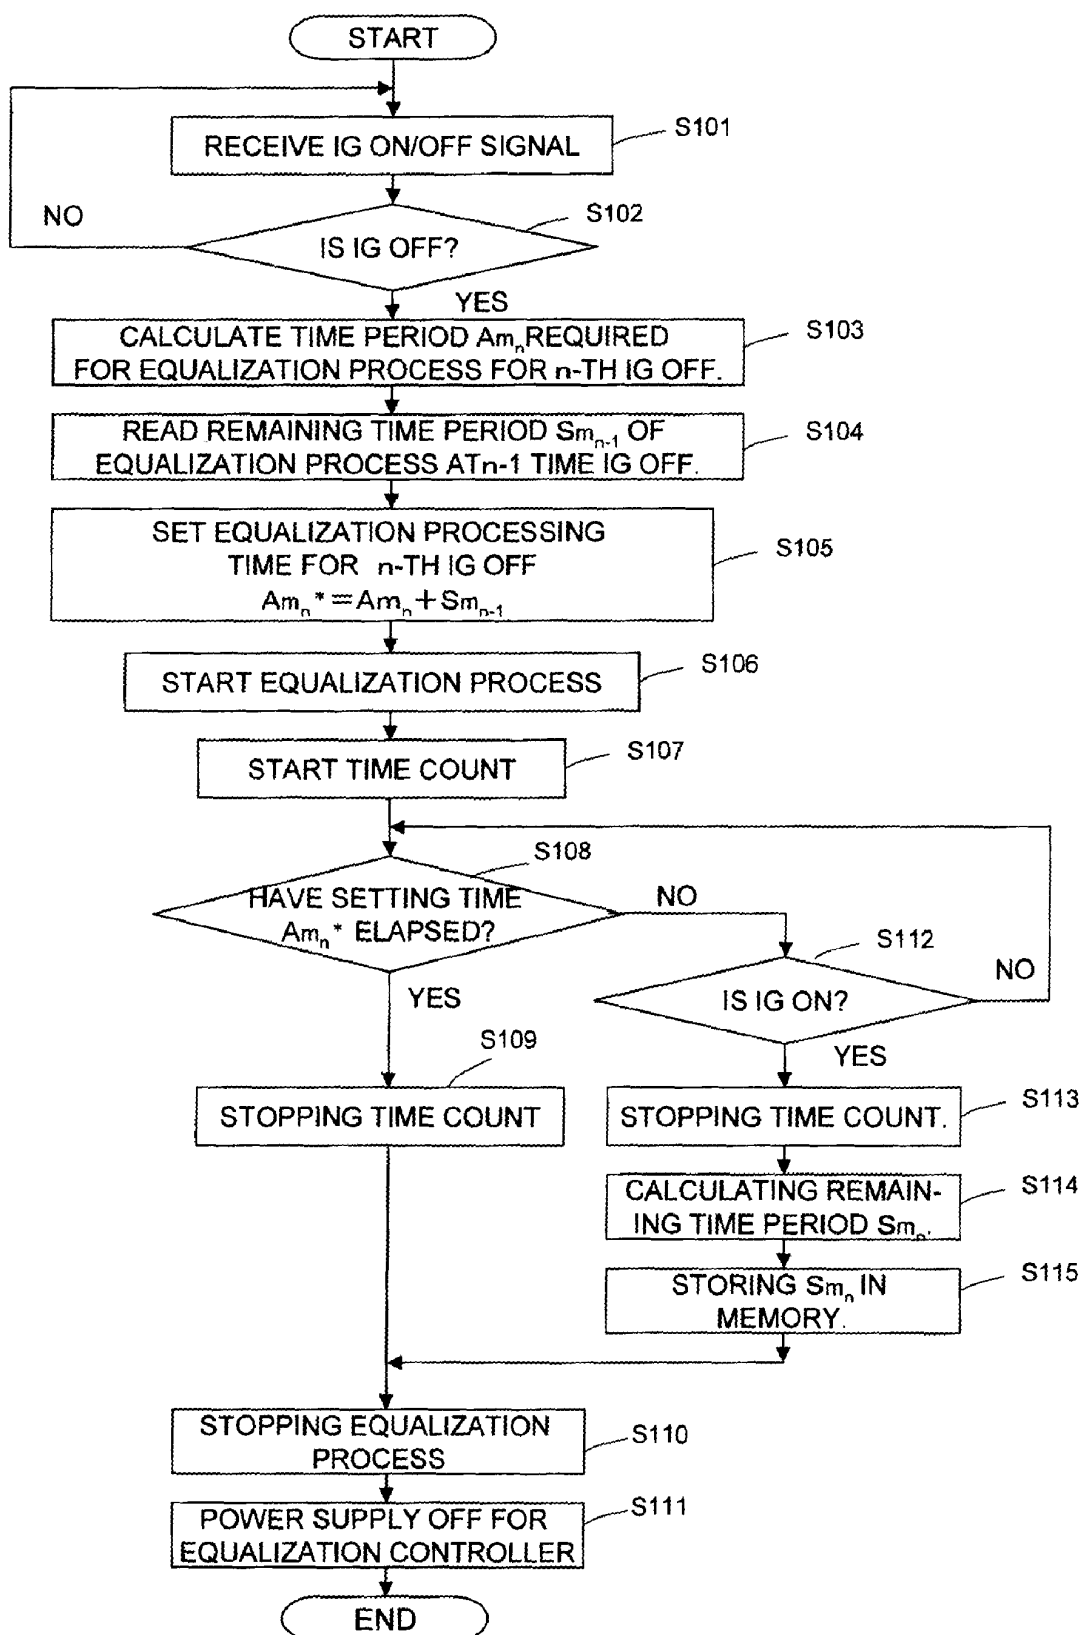 START
RECEIVE IG ON/OFF SIGNAL
S101
NO
IS IG OFF?
S102
YES
CALCULATE TIME PERIOD Amₙ REQUIRED
FOR EQUALIZATION PROCESS FOR n-TH IG OFF.
S103
READ REMAINING TIME PERIOD Smₙ₋₁ OF
EQUALIZATION PROCESS ATn-1 TIME IG OFF.
S104
SET EQUALIZATION PROCESSING
TIME FOR n-TH IG OFF
Amₙ* = Amₙ + Smₙ₋₁
S105
START EQUALIZATION PROCESS
S106
START TIME COUNT
S107
S108
HAVE SETTING TIME
Amₙ* ELAPSED?
NO
YES
S112
IS IG ON?
NO
YES
S109
STOPPING TIME COUNT
STOPPING TIME COUNT.
S113
CALCULATING REMAIN-
ING TIME PERIOD Smₙ.
S114
STORING Smₙ IN
MEMORY.
S115
STOPPING EQUALIZATION
PROCESS
S110
POWER SUPPLY OFF FOR
EQUALIZATION CONTROLLER
S111
END